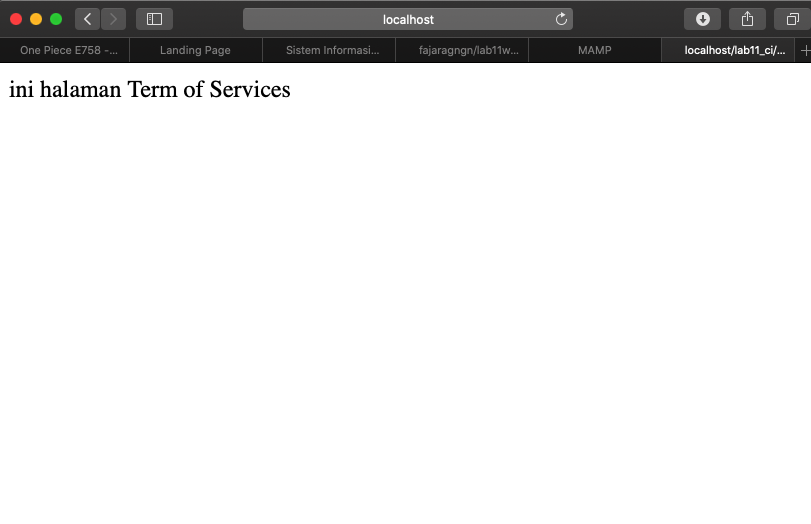 localhost
One Piece E758 -...
Landing Page
Sistem Informasi...
fajaragngn/lab11w...
MAMP
localhost/lab11_ci/...
ini halaman Term of Services